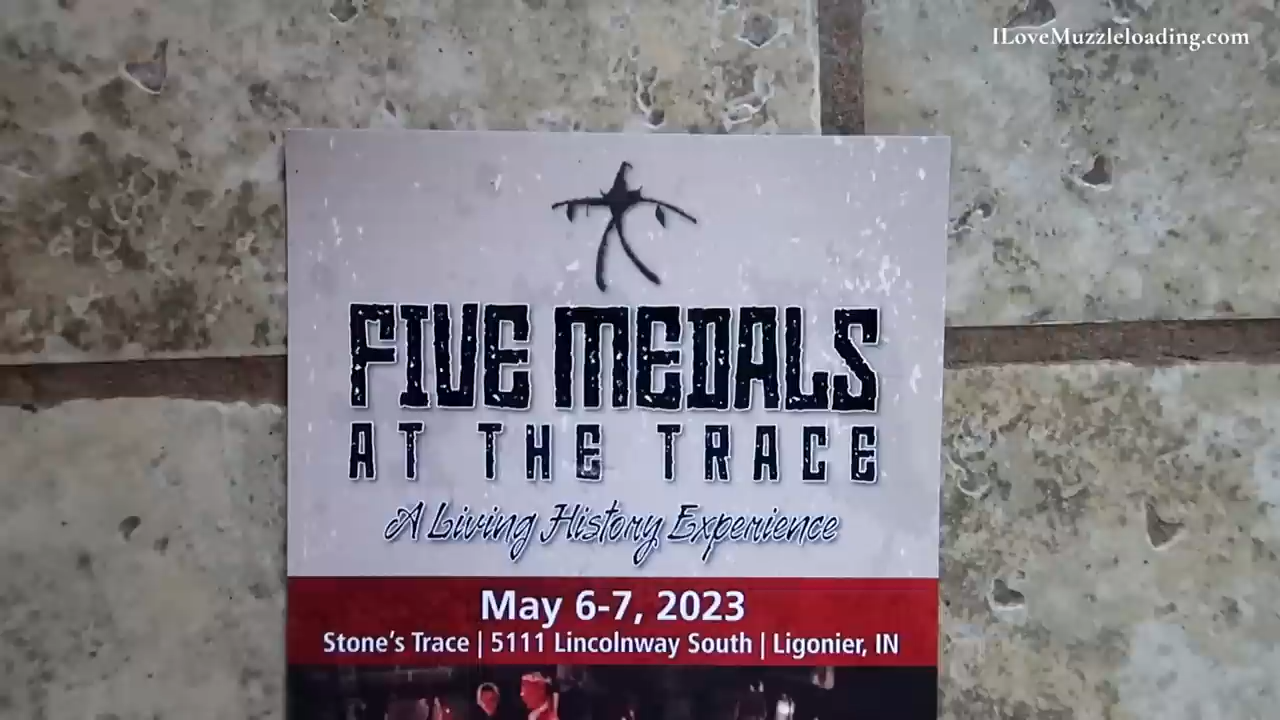 ILoveMuzzleloading.com
FIVE MEDALS
AT THE TRACE
A Living History Experience
May 6-7, 2023
Stone's Trace | 5111 Lincolnway South | Ligonier, IN